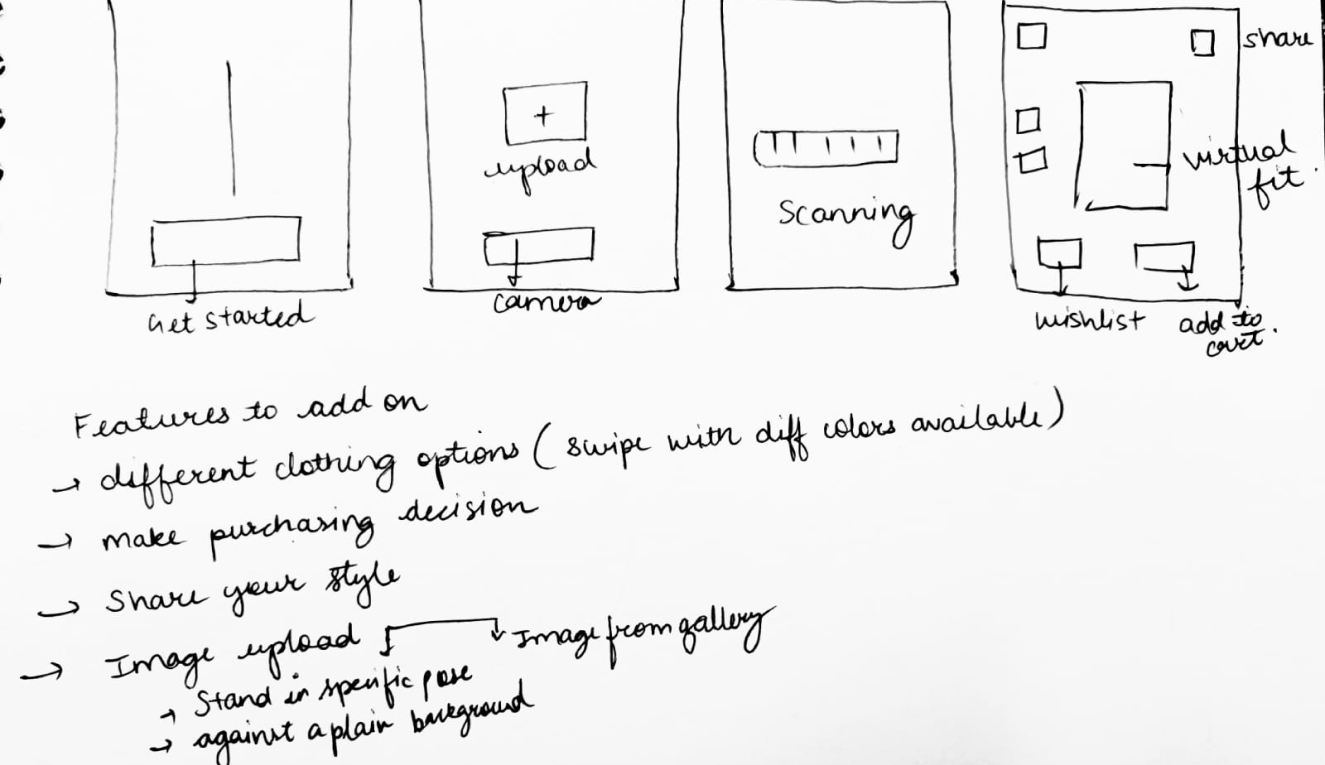 share
+
upload
virtual
fit.
Scanning
camera
Get started
wishlist
add to
cart.
Features to add on
→ different clothing options (swipe with diff colors available)
→ make purchasing decision
→ Share your style
→ Image upload
Image from gallery
→ Stand in specific pose
→ against a plain background